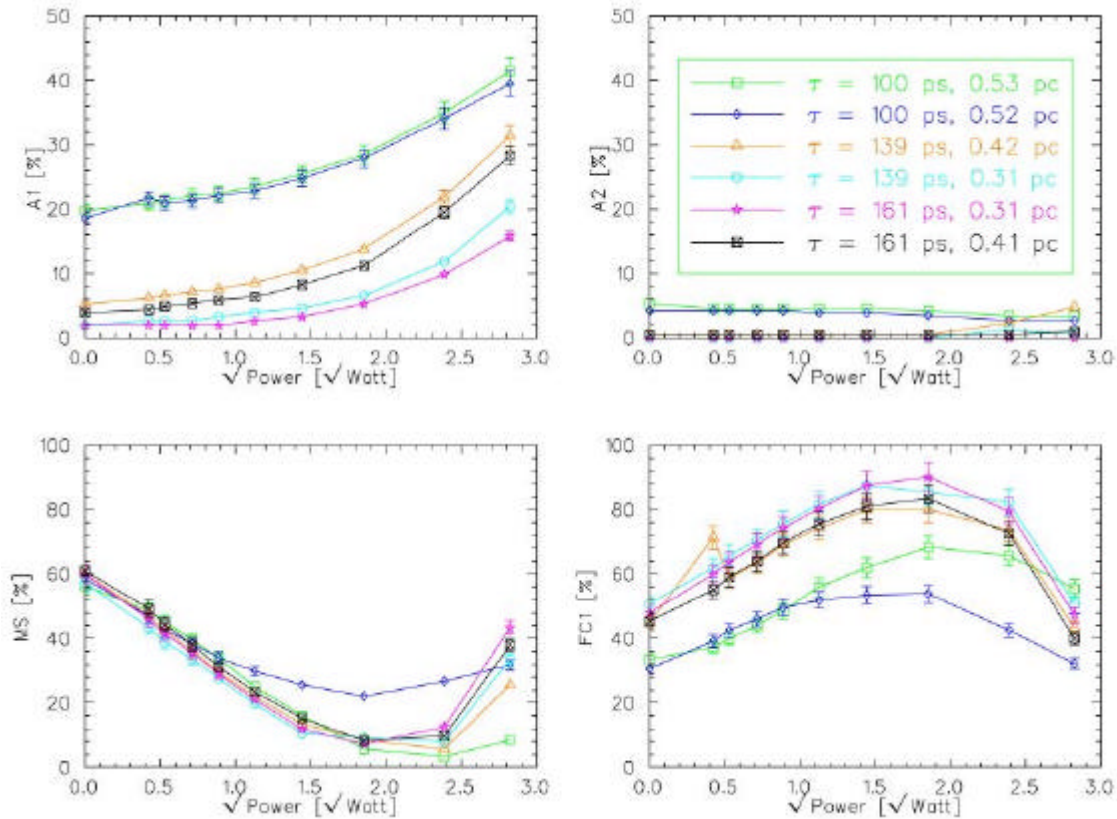 50
40
30
20
10
0
A1 [%]
0.0 0.5 1.0 1.5 2.0 2.5 3.0
√Power [√Watt]
50
40
30
20
10
0
A2 [%]
τ = 100 ps, 0.53 pc
τ = 100 ps, 0.52 pc
τ = 139 ps, 0.42 pc
τ = 139 ps, 0.31 pc
τ = 161 ps, 0.31 pc
τ = 161 ps, 0.41 pc
0.0 0.5 1.0 1.5 2.0 2.5 3.0
√Power [√Watt]
100
80
60
40
20
0
MS [%]
0.0 0.5 1.0 1.5 2.0 2.5 3.0
√Power [√Watt]
100
80
60
40
20
0
FC1 [%]
0.0 0.5 1.0 1.5 2.0 2.5 3.0
√Power [√Watt]